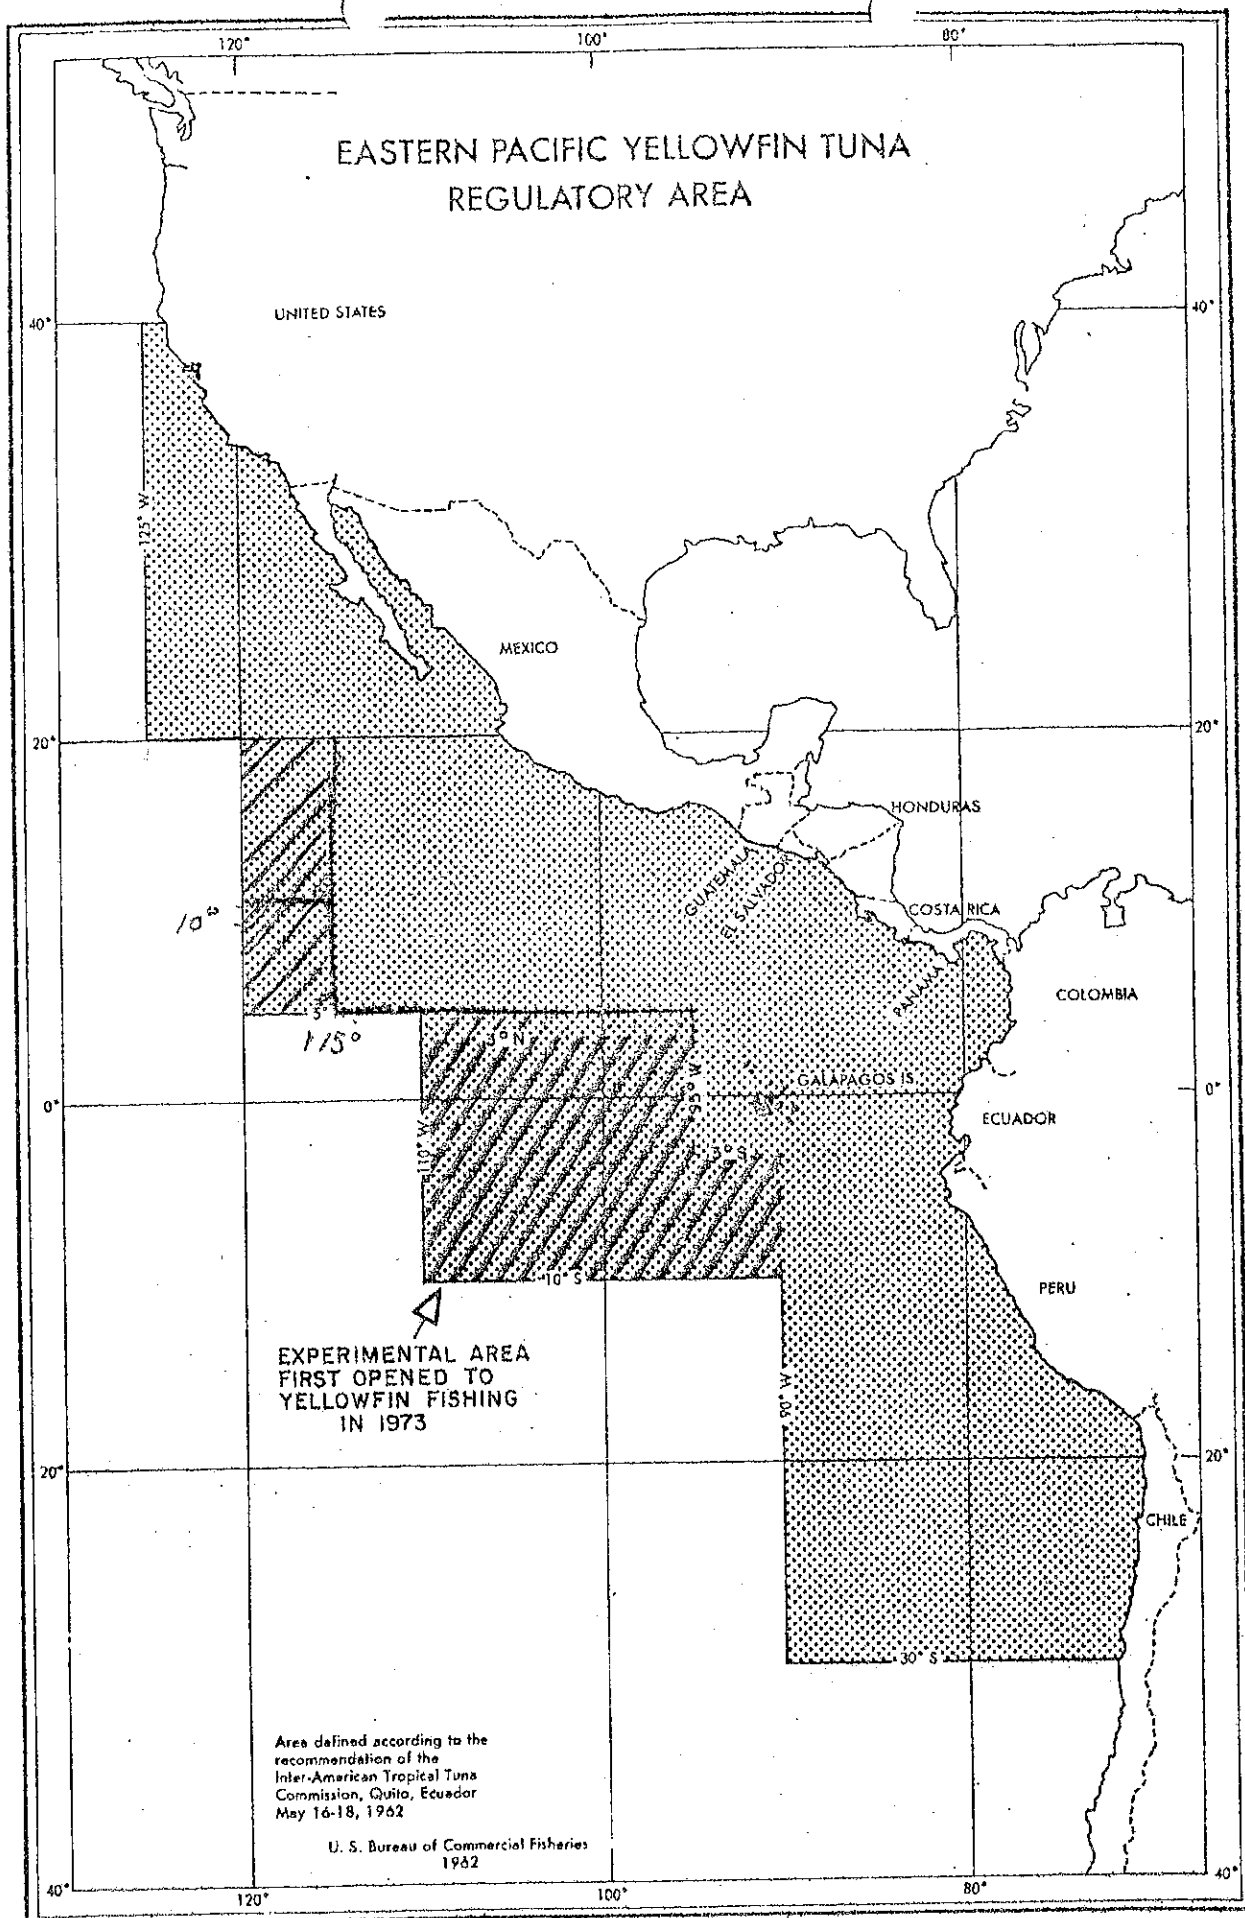 120° 100° 80°
EASTERN PACIFIC YELLOWFIN TUNA
REGULATORY AREA
UNITED STATES
40° 40°
125° W
MEXICO
20° 20°
HONDURAS
GUATEMALA
EL SALVADOR
COSTA RICA
10°
PANAMA
COLOMBIA
5°
115°
3° N
95° W
GALAPAGOS IS.
0° 0°
ECUADOR
110° W
3° S
10° S
PERU
EXPERIMENTAL AREA
FIRST OPENED TO
YELLOWFIN FISHING
IN 1973
90° W
20° 20°
CHILE
30° S
Area defined according to the
recommendation of the
Inter-American Tropical Tuna
Commission, Quito, Ecuador
May 16-18, 1962
U. S. Bureau of Commercial Fisheries
1962
40° 40°
120° 100° 80°